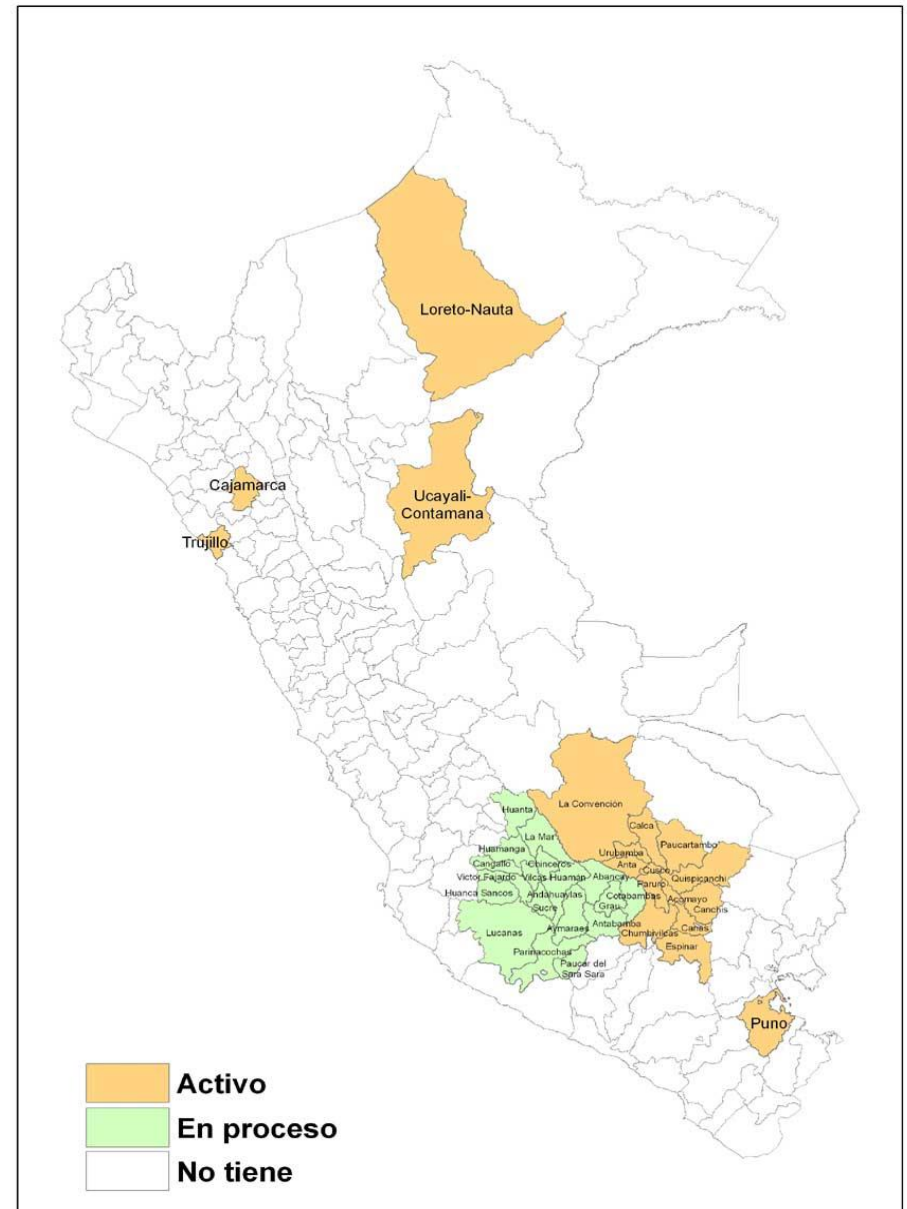 Loreto-Nauta
Cajamarca
Ucayali-
Contamana
Trujillo
La Convención
Huanta
Calca
La Mar
Paucartambo
Huamanga
Urubamba
Cangallo
Chinceros
Anta
Cusco
Victor Fajardo
Vilcas Huamán
Abancay
Quispicanchi
Paruro
Huanca Sancos
Andahuaylas
Cotabambas
Acomayo
Sucre
Grau
Canchis
Lucanas
Aymaraes
Antabamba
Chumbivilcas
Canas
Espinar
Parinacochas
Paucar del
Sara Sara
Puno
Activo
En proceso
No tiene